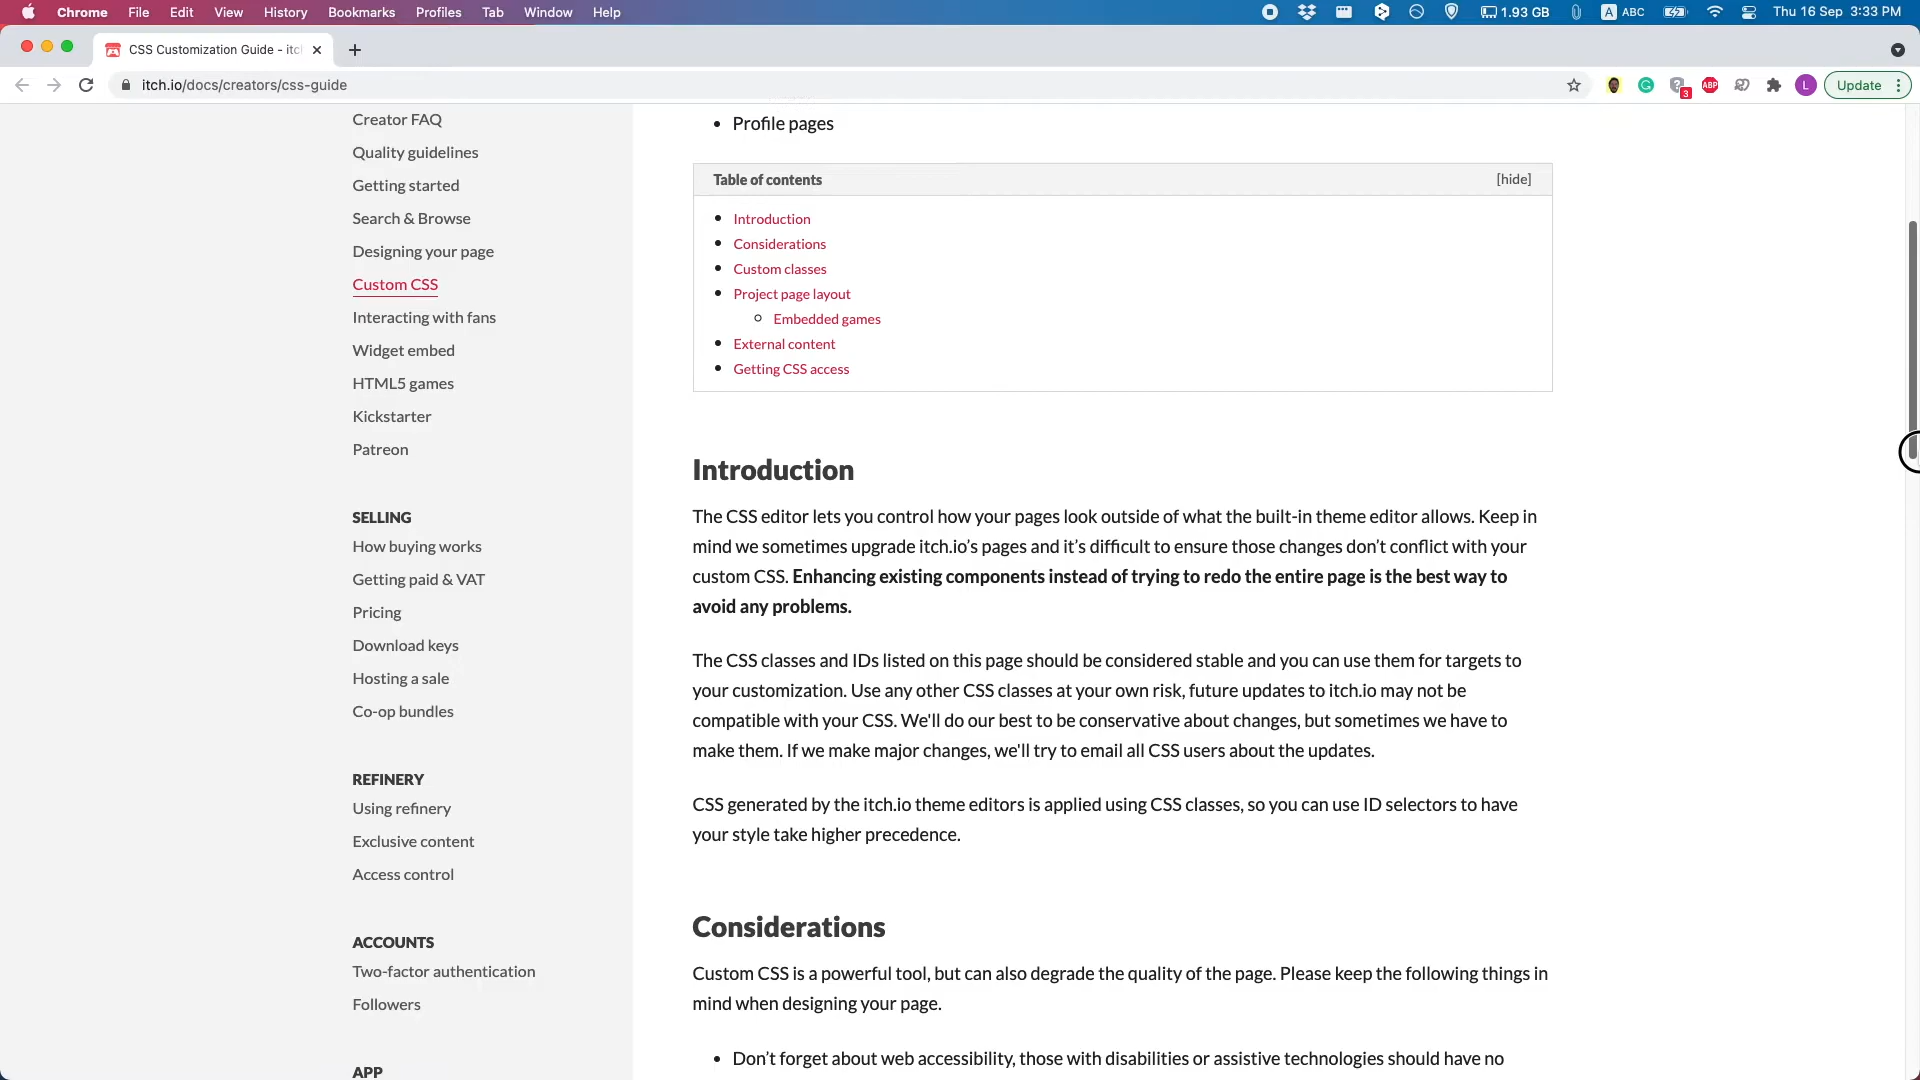 Chrome File Edit View History Bookmarks Profiles Tab Window Help 1.93 GB A ABC Thu 16 Sep 3:33 PM
CSS Customization Guide - itc
itch.io/docs/creators/css-guide 3 ABP L Update
Creator FAQ
Quality guidelines
Getting started
Search & Browse
Designing your page
Custom CSS
Interacting with fans
Widget embed
HTML5 games
Kickstarter
Patreon
SELLING
How buying works
Getting paid & VAT
Pricing
Download keys
Hosting a sale
Co-op bundles
REFINERY
Using refinery
Exclusive content
Access control
ACCOUNTS
Two-factor authentication
Followers
APP
Profile pages
Table of contents [hide]
Introduction
Considerations
Custom classes
Project page layout
Embedded games
External content
Getting CSS access
Introduction
The CSS editor lets you control how your pages look outside of what the built-in theme editor allows. Keep in
mind we sometimes upgrade itch.io’s pages and it’s difficult to ensure those changes don’t conflict with your
custom CSS. Enhancing existing components instead of trying to redo the entire page is the best way to
avoid any problems.
The CSS classes and IDs listed on this page should be considered stable and you can use them for targets to
your customization. Use any other CSS classes at your own risk, future updates to itch.io may not be
compatible with your CSS. We'll do our best to be conservative about changes, but sometimes we have to
make them. If we make major changes, we'll try to email all CSS users about the updates.
CSS generated by the itch.io theme editors is applied using CSS classes, so you can use ID selectors to have
your style take higher precedence.
Considerations
Custom CSS is a powerful tool, but can also degrade the quality of the page. Please keep the following things in
mind when designing your page.
Don’t forget about web accessibility, those with disabilities or assistive technologies should have no